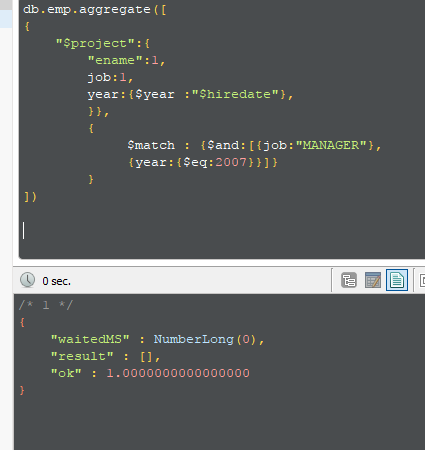 db.emp.aggregate([
{
"$project":{
"ename":1,
job:1,
year:{$year :"$hiredate"},
}},
{
$match : {$and:[{job:"MANAGER"},
{year:{$eq:2007}}]}
}
])
0 sec.
/* 1 */
{
"waitedMS" : NumberLong(0),
"result" : [],
"ok" : 1.0000000000000000
}